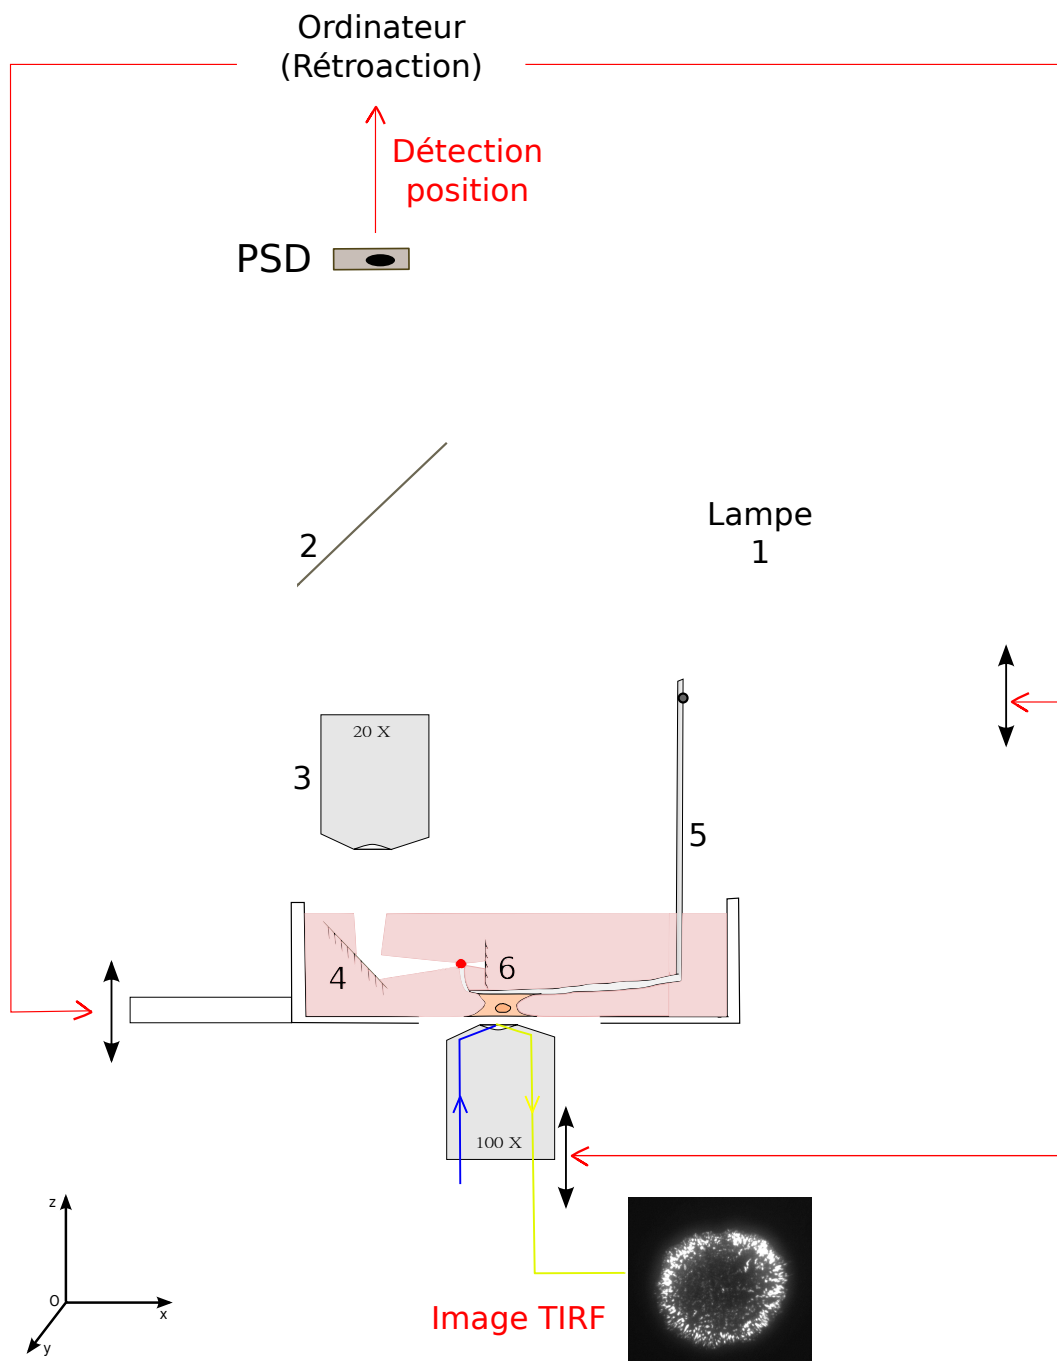 Ordinateur
(Rétroaction)
Détection
position
PSD
2
Lampe
1
20 X
3
5
4
6
100 X
z
O
x
y
Image TIRF